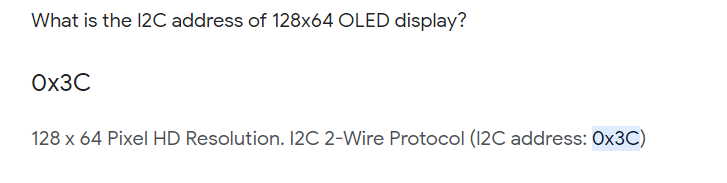 What is the I2C address of 128x64 OLED display?
0x3C
128 x 64 Pixel HD Resolution. I2C 2-Wire Protocol (I2C address: 0x3C)